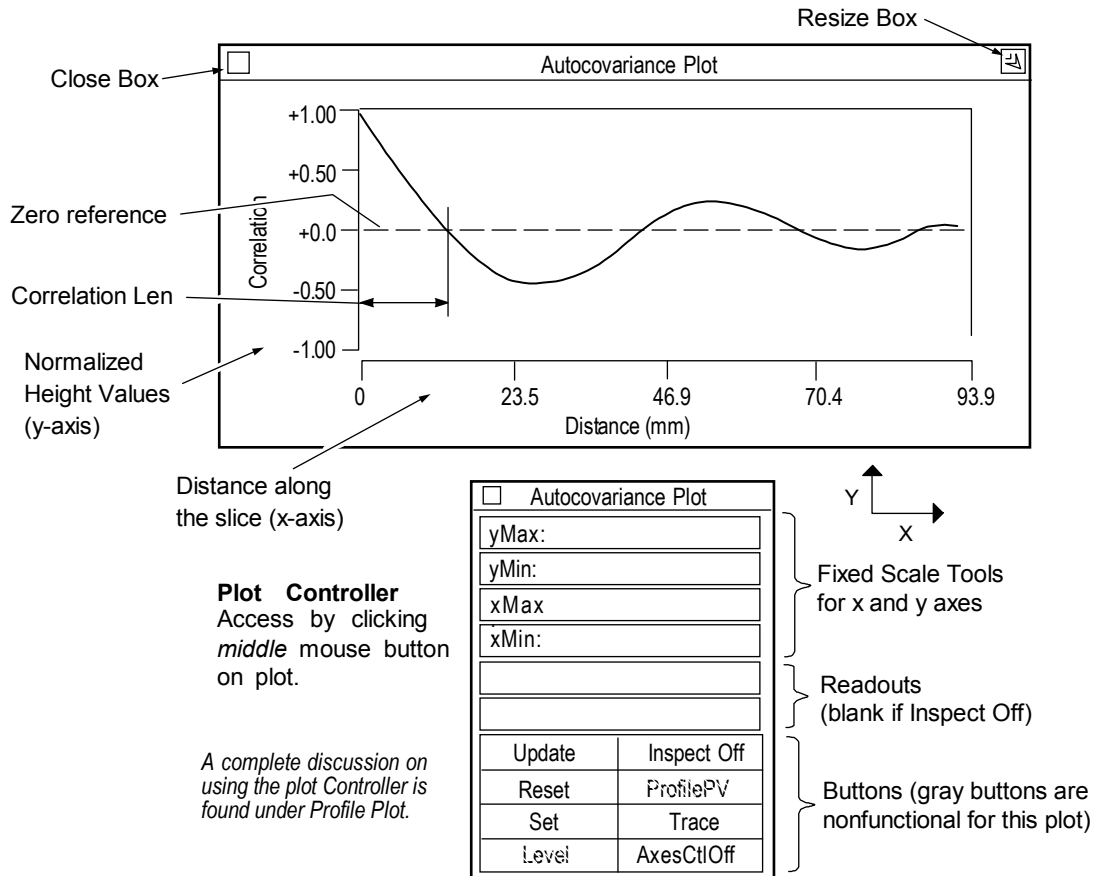 Resize Box
Close Box
Autocovariance Plot
+1.00
+0.50
Zero reference
Correlation
+0.0
Correlation Len
-0.50
-1.00
Normalized
Height Values
(y-axis)
0 23.5 46.9 70.4 93.9
Distance (mm)
Distance along
the slice (x-axis)
Autocovariance Plot
Y
X
yMax:
yMin:
xMax
xMin:
Fixed Scale Tools
for x and y axes
Plot Controller
Access by clicking
middle mouse button
on plot.
Readouts
(blank if Inspect Off)
A complete discussion on
using the plot Controller is
found under Profile Plot.
Update Inspect Off
Reset ProfilePV
Set Trace
Level AxesCtlOff
Buttons (gray buttons are
nonfunctional for this plot)